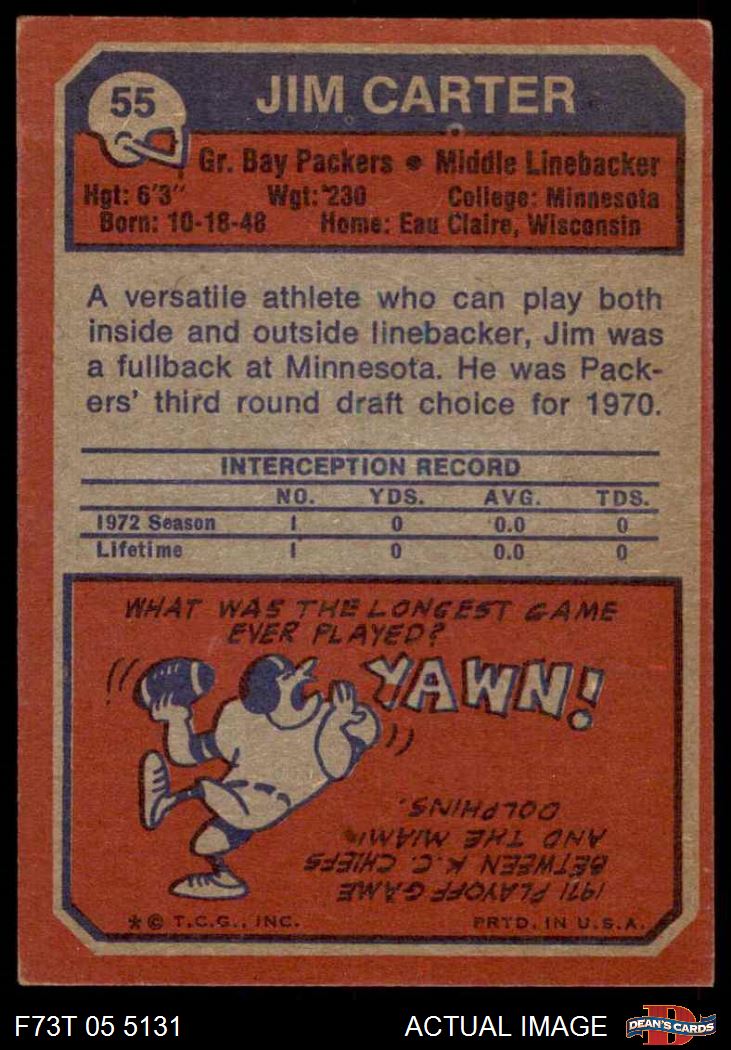 55
JIM CARTER
Gr. Bay Packers • Middle Linebacker
Hgt: 6'3" Wgt: 230 College: Minnesota
Born: 10-18-48 Home: Eau Claire, Wisconsin
A versatile athlete who can play both
inside and outside linebacker, Jim was
a fullback at Minnesota. He was Pack-
ers' third round draft choice for 1970.
INTERCEPTION RECORD
NO. YDS. AVG. TDS.
1972 Season 1 0 0.0 0
Lifetime 1 0 0.0 0
WHAT WAS THE LONGEST GAME
EVER PLAYED?
YAWN!
1971 PLAYOFF GAME
BETWEEN K.C. CHIEFS
AND THE MIAMI
DOLPHINS.
* © T.C.G., INC. PRTD. IN U.S.A.
F73T 05 5131 ACTUAL IMAGE D DEAN'S CARDS